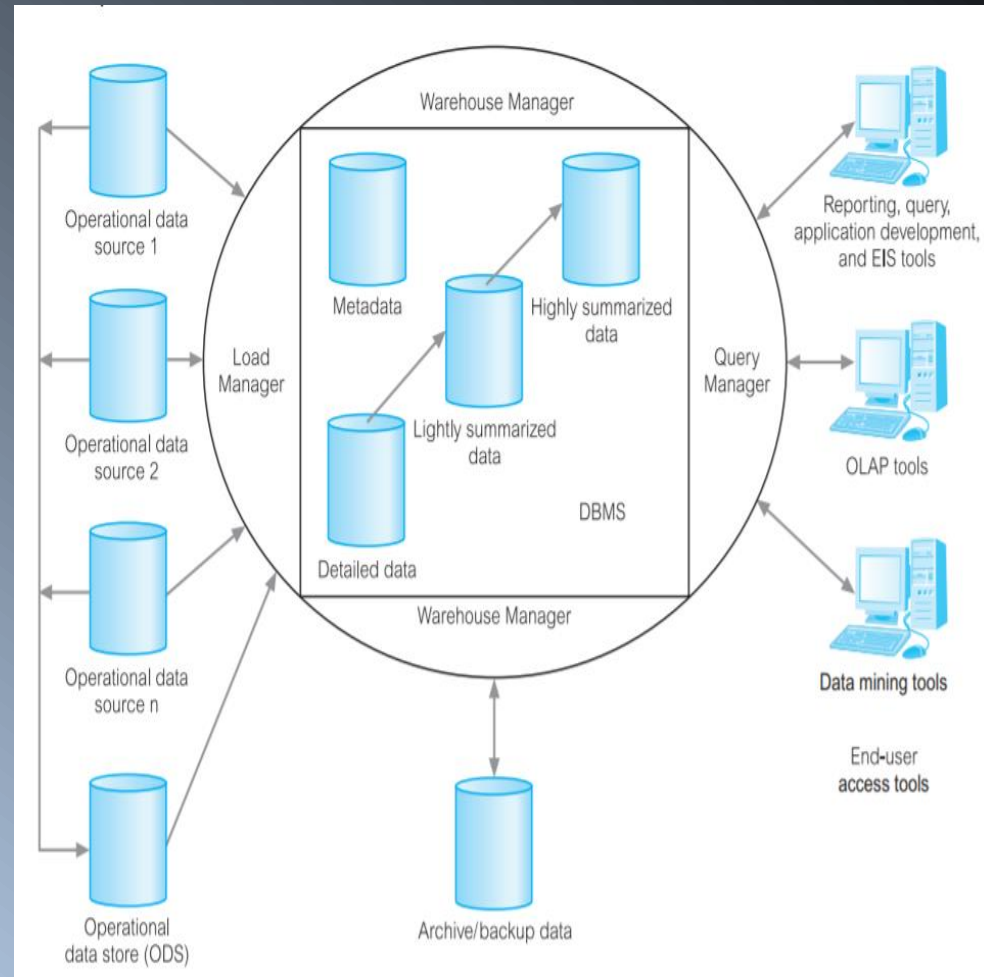 Warehouse Manager
Operational data
source 1
Metadata
Highly summarized
data
Reporting, query,
application development,
and EIS tools
Load
Manager
Query
Manager
Operational data
source 2
Lightly summarized
data
OLAP tools
DBMS
Detailed data
Warehouse Manager
Operational data
source n
Data mining tools
End-user
access tools
Operational
data store (ODS)
Archive/backup data